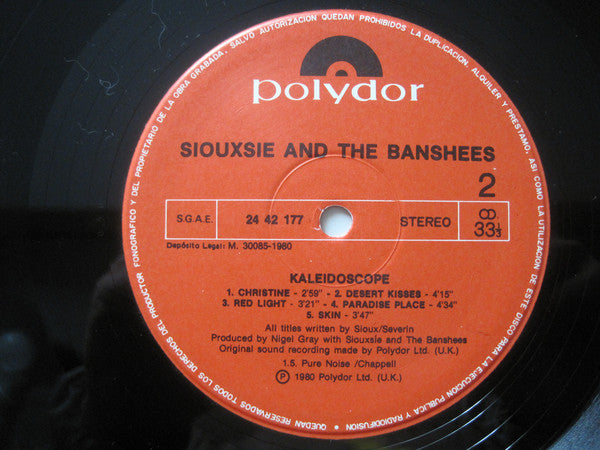 polydor
SIOUXSIE AND THE BANSHEES
2
S.G.A.E. 24 42 177 STEREO 33⅓
Depósito Legal: M. 30085-1980
KALEIDOSCOPE
1. CHRISTINE - 2'59" - 2. DESERT KISSES - 4'15"
3. RED LIGHT - 3'21" - 4. PARADISE PLACE - 4'34"
5. SKIN - 3'47"
All titles written by Sioux/Severin
Produced by Nigel Gray with Siouxsie and The Banshees
Original sound recording made by Polydor Ltd. (U.K.)
1.5. Pure Noise /Chappell
Ⓟ 1980 Polydor Ltd. (U.K.)
QUEDAN RESERVADOS TODOS LOS DERECHOS DEL PRODUCTOR FONOGRAFICO Y DEL PROPIETARIO DE LA OBRA GRABADA, SALVO AUTORIZACION QUEDAN PROHIBIDOS LA DUPLICACION, ALQUILER Y PRESTAMO, ASI COMO LA UTILIZACION DE ESTE DISCO PARA LA EJECUCION PUBLICA Y RADIODIFUSION